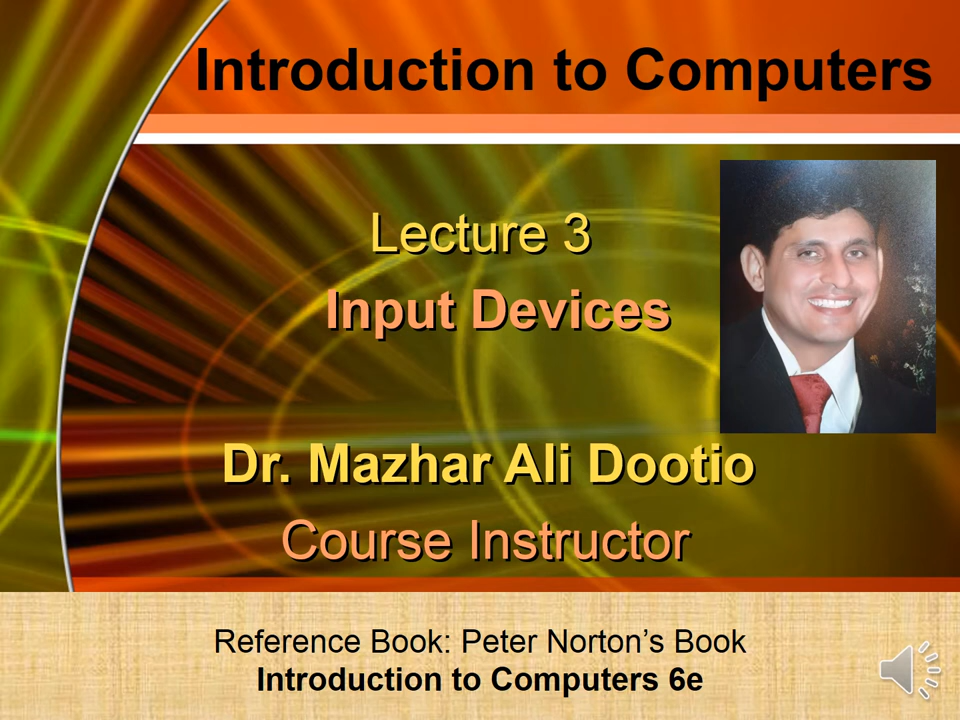 Introduction to Computers
Lecture 3
Input Devices
Dr. Mazhar Ali Dootio
Course Instructor
Reference Book: Peter Norton’s Book
Introduction to Computers 6e